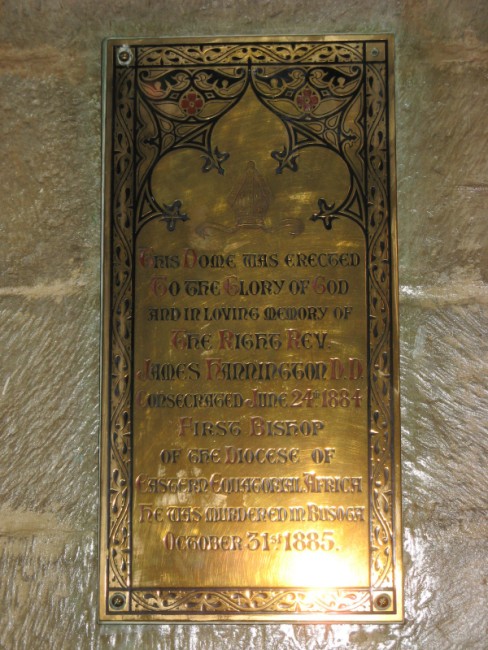 This Dome was erected
To the Glory of God
and in loving memory of
The Right Rev.
James Hannington D.D.
Consecrated June 24th 1884
First Bishop
of the Diocese of
Eastern Equatorial Africa
He was murdered in Busoga
October 31st 1885.